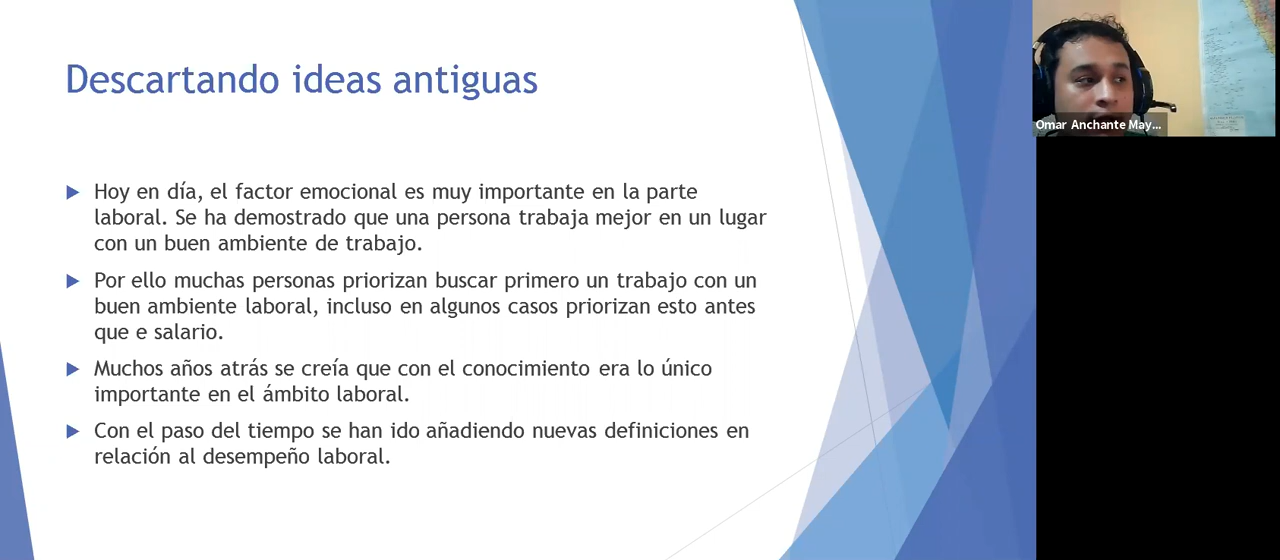 Descartando ideas antiguas
Hoy en día, el factor emocional es muy importante en la parte
laboral. Se ha demostrado que una persona trabaja mejor en un lugar
con un buen ambiente de trabajo.
Por ello muchas personas priorizan buscar primero un trabajo con un
buen ambiente laboral, incluso en algunos casos priorizan esto antes
que e salario.
Muchos años atrás se creía que con el conocimiento era lo único
importante en el ámbito laboral.
Con el paso del tiempo se han ido añadiendo nuevas definiciones en
relación al desempeño laboral.
Omar Anchante May...